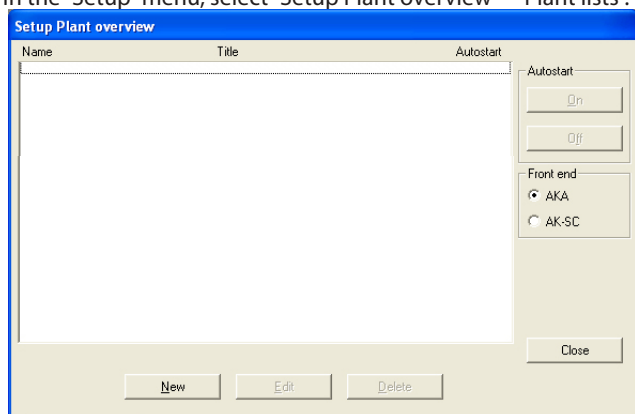 In the "Setup" menu, select "Setup Plant overview" - "Plant lists".
Setup Plant overview
Name Title Autostart
Autostart
On
Off
Front end
AKA
AK-SC
Close
New Edit Delete